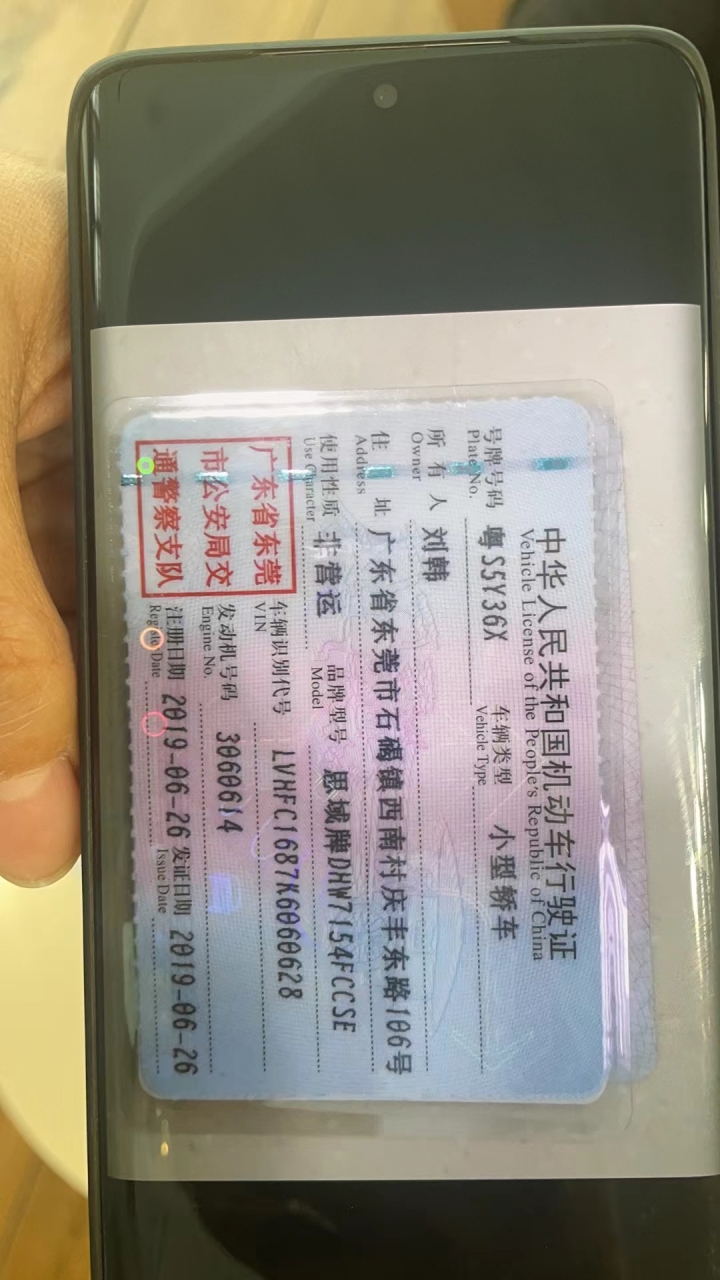 中华人民共和国机动车行驶证
Vehicle License of the People's Republic of China
号牌号码 粤S5Y36X 车辆类型 小型轿车
Plate No. Vehicle Type
所有人 刘韩
Owner
住址 广东省东莞市石碣镇西南村庆丰东路106号
Address
使用性质 非营运 品牌型号 思域牌DHW7154FCCSE
Use Character Model
广东省东莞
市公安局交
通警察支队
车辆识别代号 LVHFC1687K6060628
VIN
发动机号码 3060614
Engine No.
注册日期 2019-06-26 发证日期 2019-06-26
Register Date Issue Date